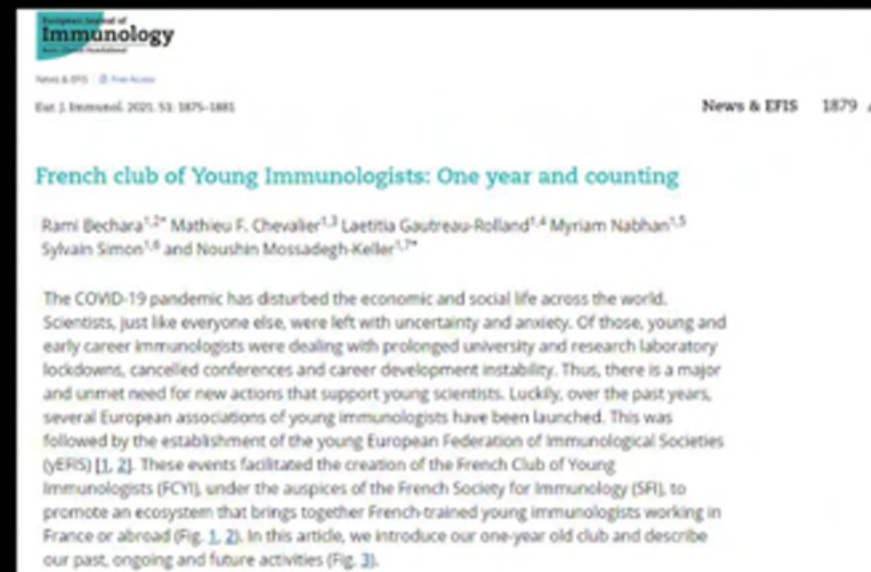 European Journal of
Immunology
News & EFIS Free Access
Eur. J. Immunol. 2021. 51: 1875–1881
News & EFIS 1879
French club of Young Immunologists: One year and counting
Rami Bechara1,2* Mathieu F. Chevalier1,3 Laetitia Gautreau-Rolland1,4 Myriam Nabhan1,5
Sylvain Simon1,6 and Noushin Mossadegh-Keller1,7*
The COVID-19 pandemic has disturbed the economic and social life across the world.
Scientists, just like everyone else, were left with uncertainty and anxiety. Of those, young and
early career immunologists were dealing with prolonged university and research laboratory
lockdowns, cancelled conferences and career development instability. Thus, there is a major
and unmet need for new actions that support young scientists. Luckily, over the past years,
several European associations of young immunologists have been launched. This was
followed by the establishment of the young European Federation of Immunological Societies
(yEFIS) [1, 2]. These events facilitated the creation of the French Club of Young
Immunologists (FCYI), under the auspices of the French Society for Immunology (SFI), to
promote an ecosystem that brings together French-trained young immunologists working in
France or abroad (Fig. 1, 2). In this article, we introduce our one-year old club and describe
our past, ongoing and future activities (Fig. 3).